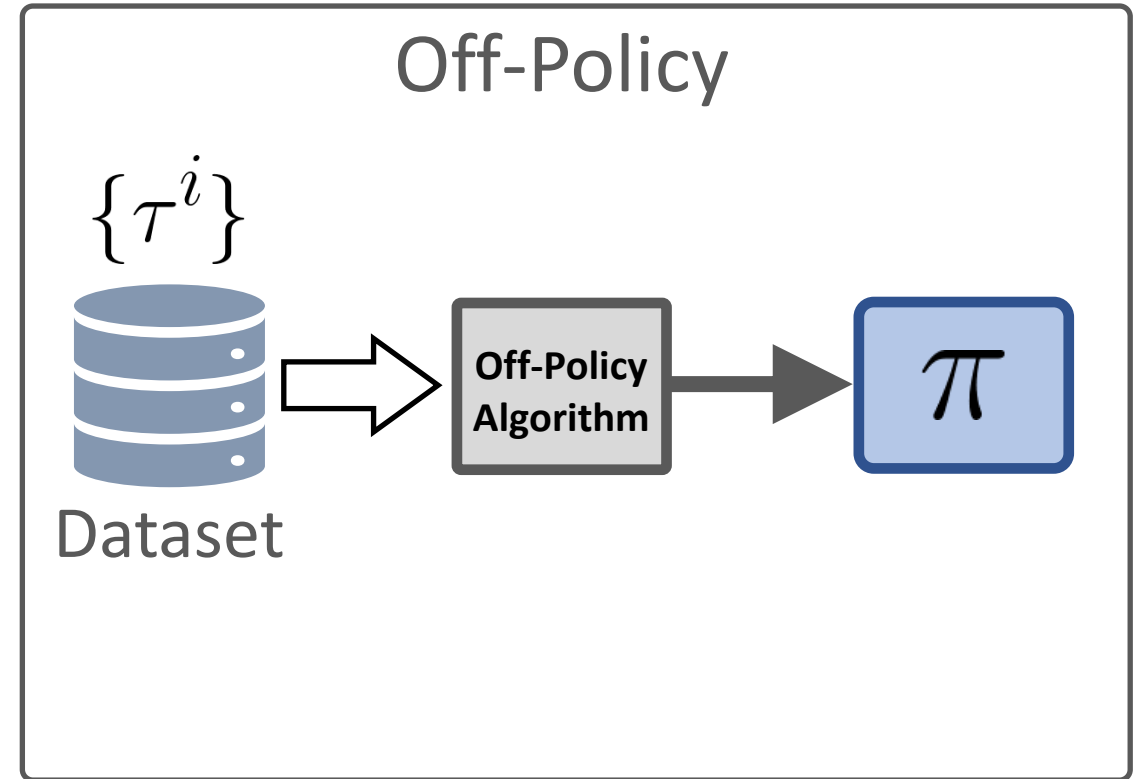 Off-Policy
{τ^i}
Off-Policy
Algorithm
π
Dataset